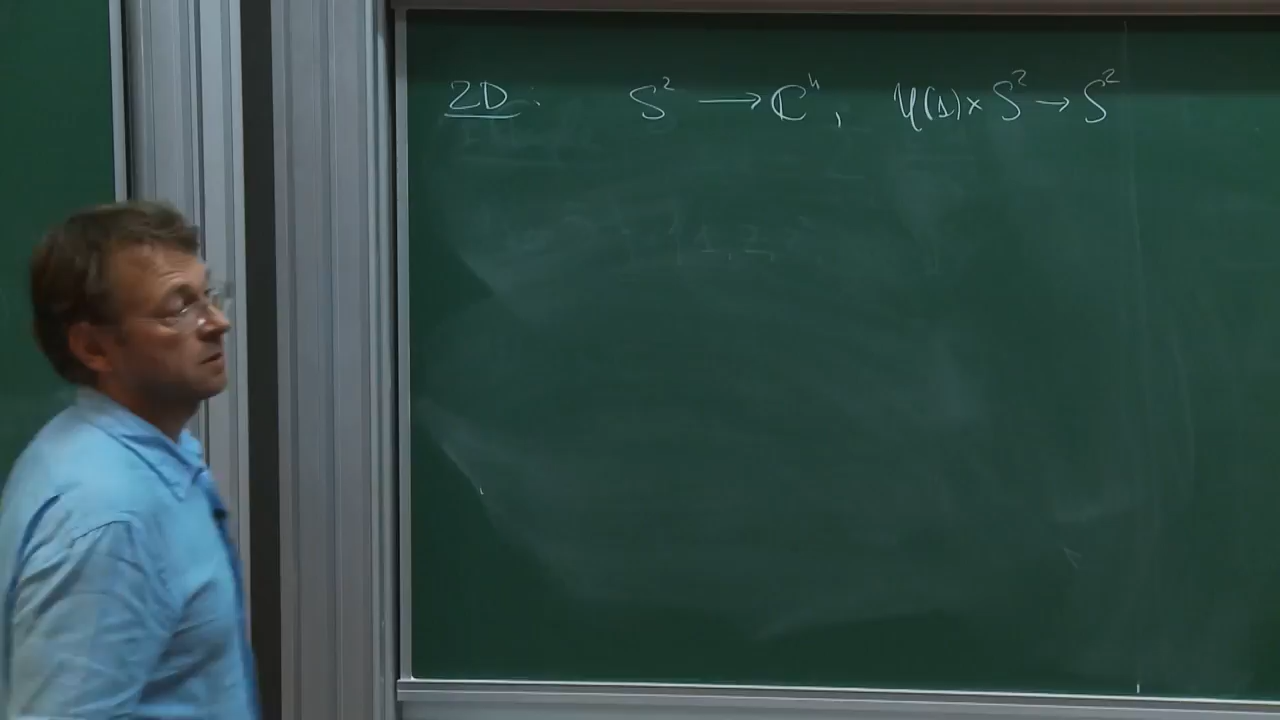 2D: S² ⟶ ℂⁿ, U(1) × S² → S²